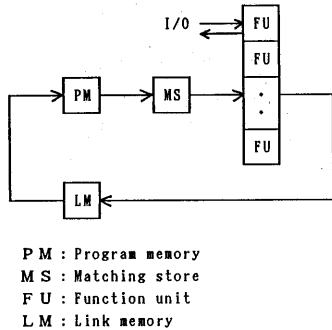 I/O
FU
FU
PM
MS
FU
LM
PM : Program memory
MS : Matching store
FU : Function unit
LM : Link memory